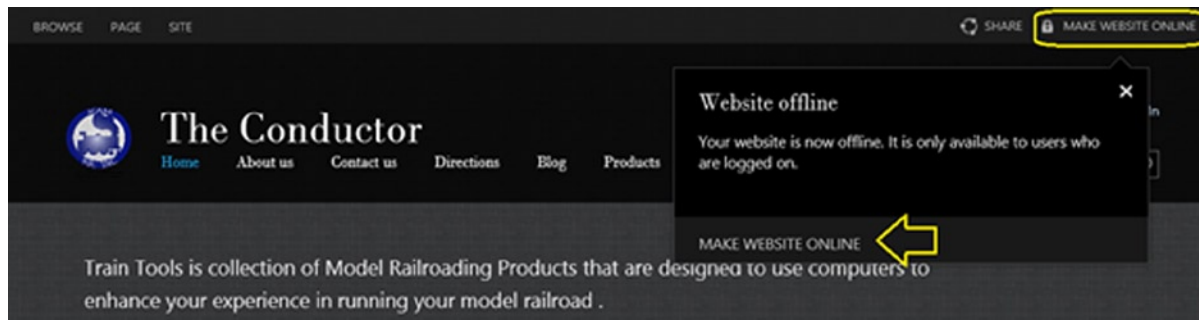 BROWSE PAGE SITE SHARE MAKE WEBSITE ONLINE
The Conductor
Home About us Contact us Directions Blog Products
Website offline
Your website is now offline. It is only available to users who
are logged on.
MAKE WEBSITE ONLINE
Train Tools is collection of Model Railroading Products that are designed to use computers to
enhance your experience in running your model railroad .